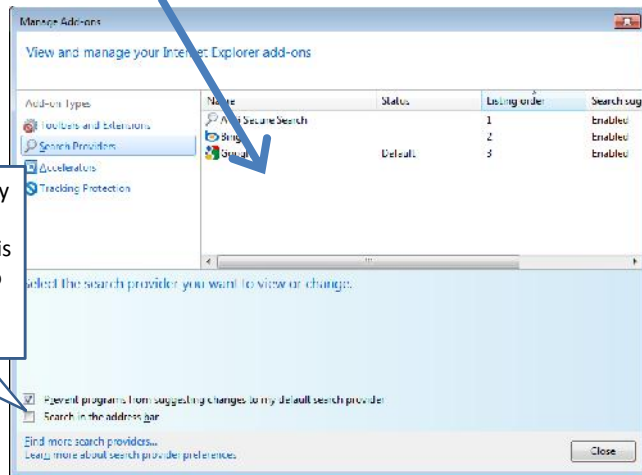 Manage Add-ons
View and manage your Internet Explorer add-ons
Add-on Types
Toolbars and Extensions
Search Providers
Accelerators
Tracking Protection
Name Status Listing order Search sug
Secure Search 1 Enabled
Bing 2 Enabled
Google Default 3 Enabled
y
is
Select the search provider you want to view or change.
Prevent programs from suggesting changes to my default search provider
Search in the address bar
Find more search providers...
Learn more about search provider preferences
Close